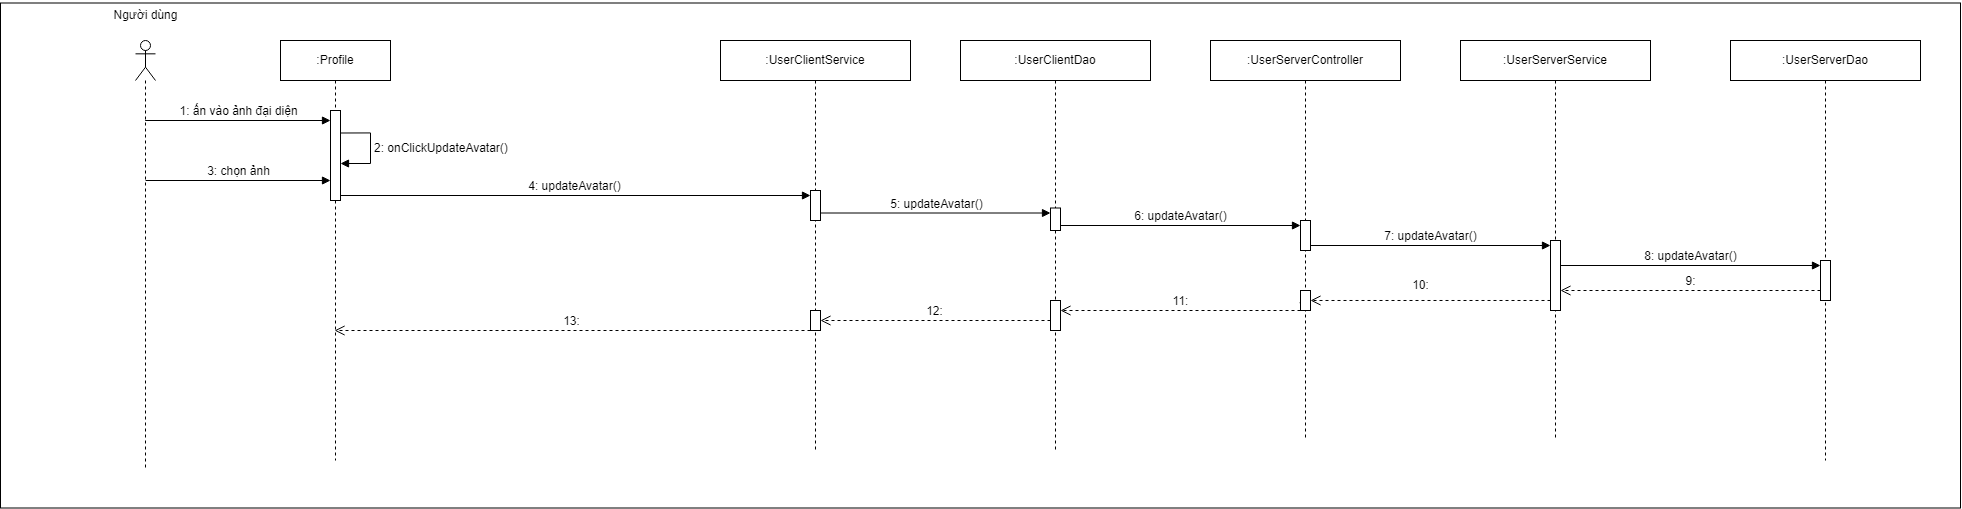 Người dùng
:Profile
:UserClientService
:UserClientDao
:UserServerController
:UserServerService
:UserServerDao
1: ấn vào ảnh đại diện
2: onClickUpdateAvatar()
3: chọn ảnh
4: updateAvatar()
5: updateAvatar()
6: updateAvatar()
7: updateAvatar()
8: updateAvatar()
9:
10:
11:
12:
13: